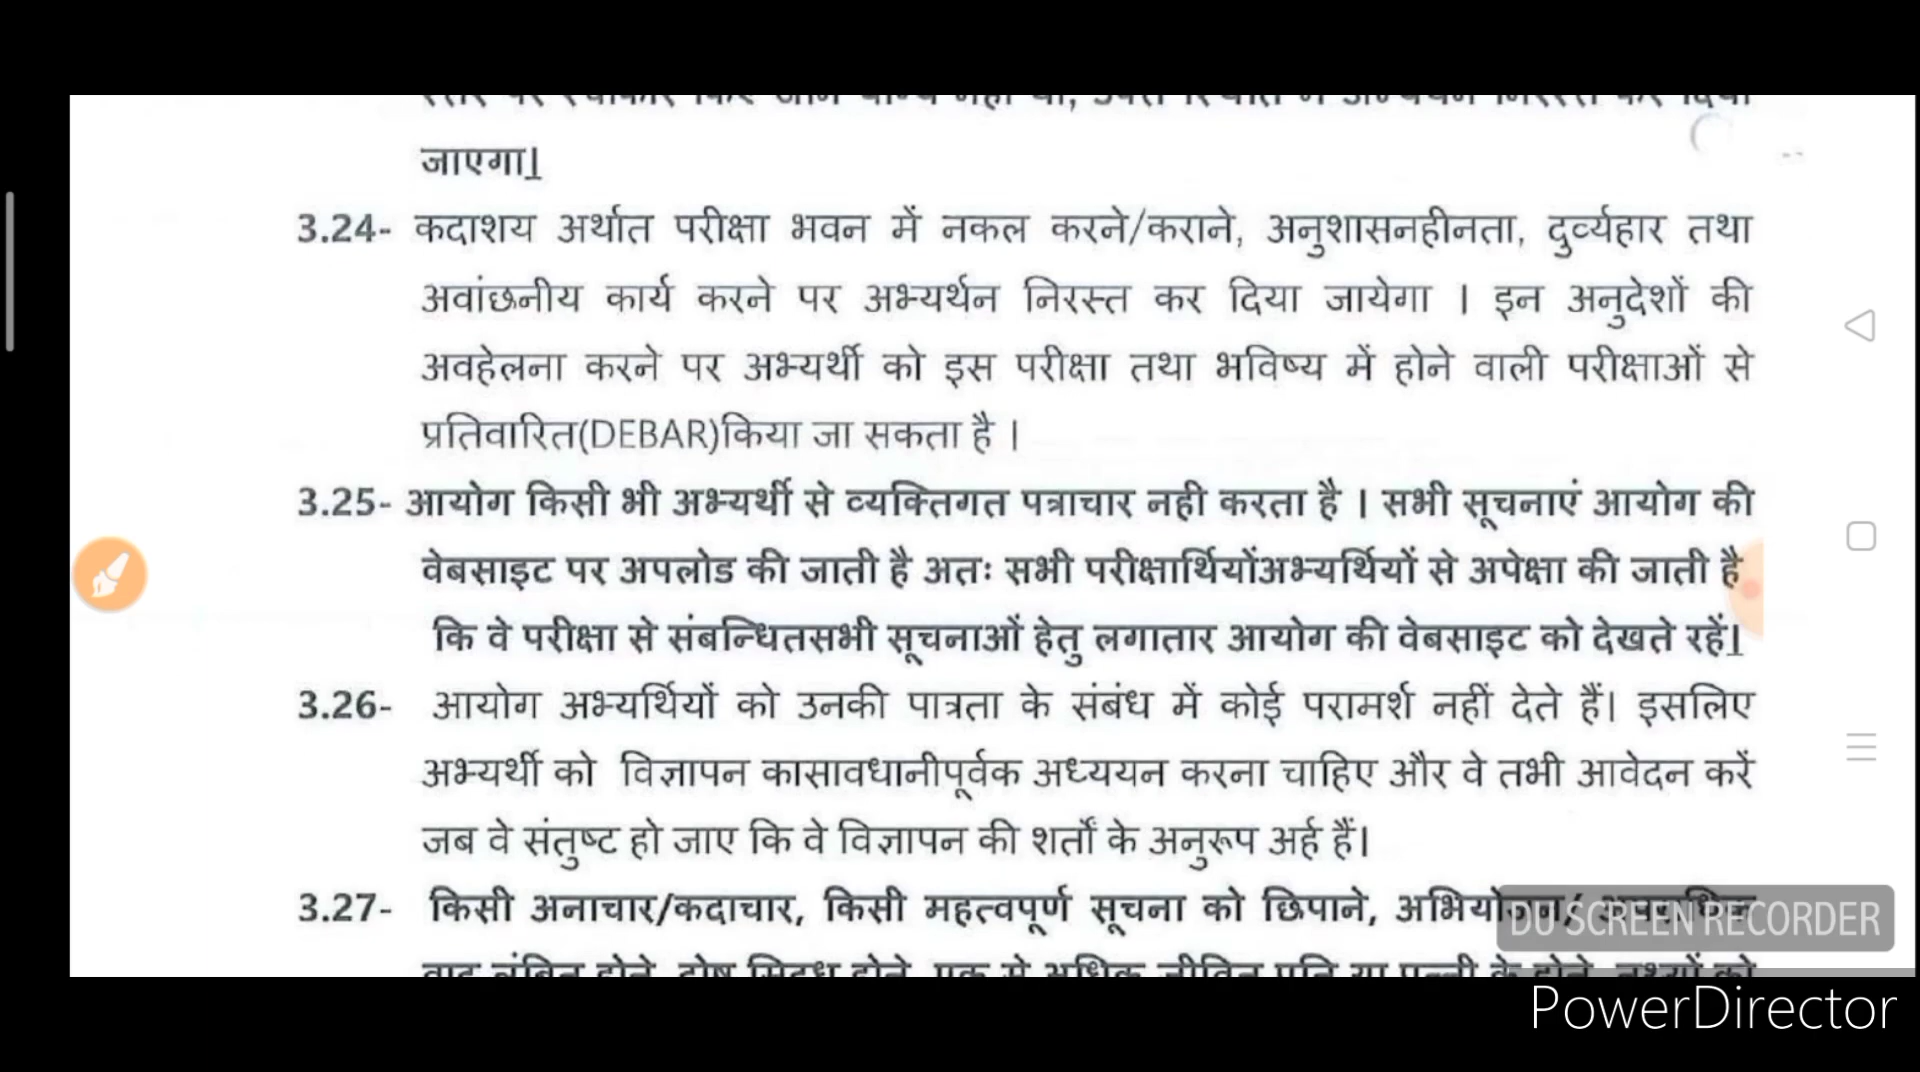 जाएगा।
3.24- कदाशय अर्थात परीक्षा भवन में नकल करने/कराने, अनुशासनहीनता, दुर्व्यहार तथा
अवांछनीय कार्य करने पर अभ्यर्थन निरस्त कर दिया जायेगा । इन अनुदेशों की
अवहेलना करने पर अभ्यर्थी को इस परीक्षा तथा भविष्य में होने वाली परीक्षाओं से
प्रतिवारित(DEBAR)किया जा सकता है ।
3.25- आयोग किसी भी अभ्यर्थी से व्यक्तिगत पत्राचार नही करता है । सभी सूचनाएं आयोग की
वेबसाइट पर अपलोड की जाती है अतः सभी परीक्षार्थियोंअभ्यर्थियों से अपेक्षा की जाती है
कि वे परीक्षा से संबन्धितसभी सूचनाओं हेतु लगातार आयोग की वेबसाइट को देखते रहें।
3.26- आयोग अभ्यर्थियों को उनकी पात्रता के संबंध में कोई परामर्श नहीं देते हैं। इसलिए
अभ्यर्थी को विज्ञापन कासावधानीपूर्वक अध्ययन करना चाहिए और वे तभी आवेदन करें
जब वे संतुष्ट हो जाए कि वे विज्ञापन की शर्तों के अनुरूप अर्ह हैं।
3.27- किसी अनाचार/कदाचार, किसी महत्वपूर्ण सूचना को छिपाने, अभियोजन/
DU SCREEN RECORDER
PowerDirector